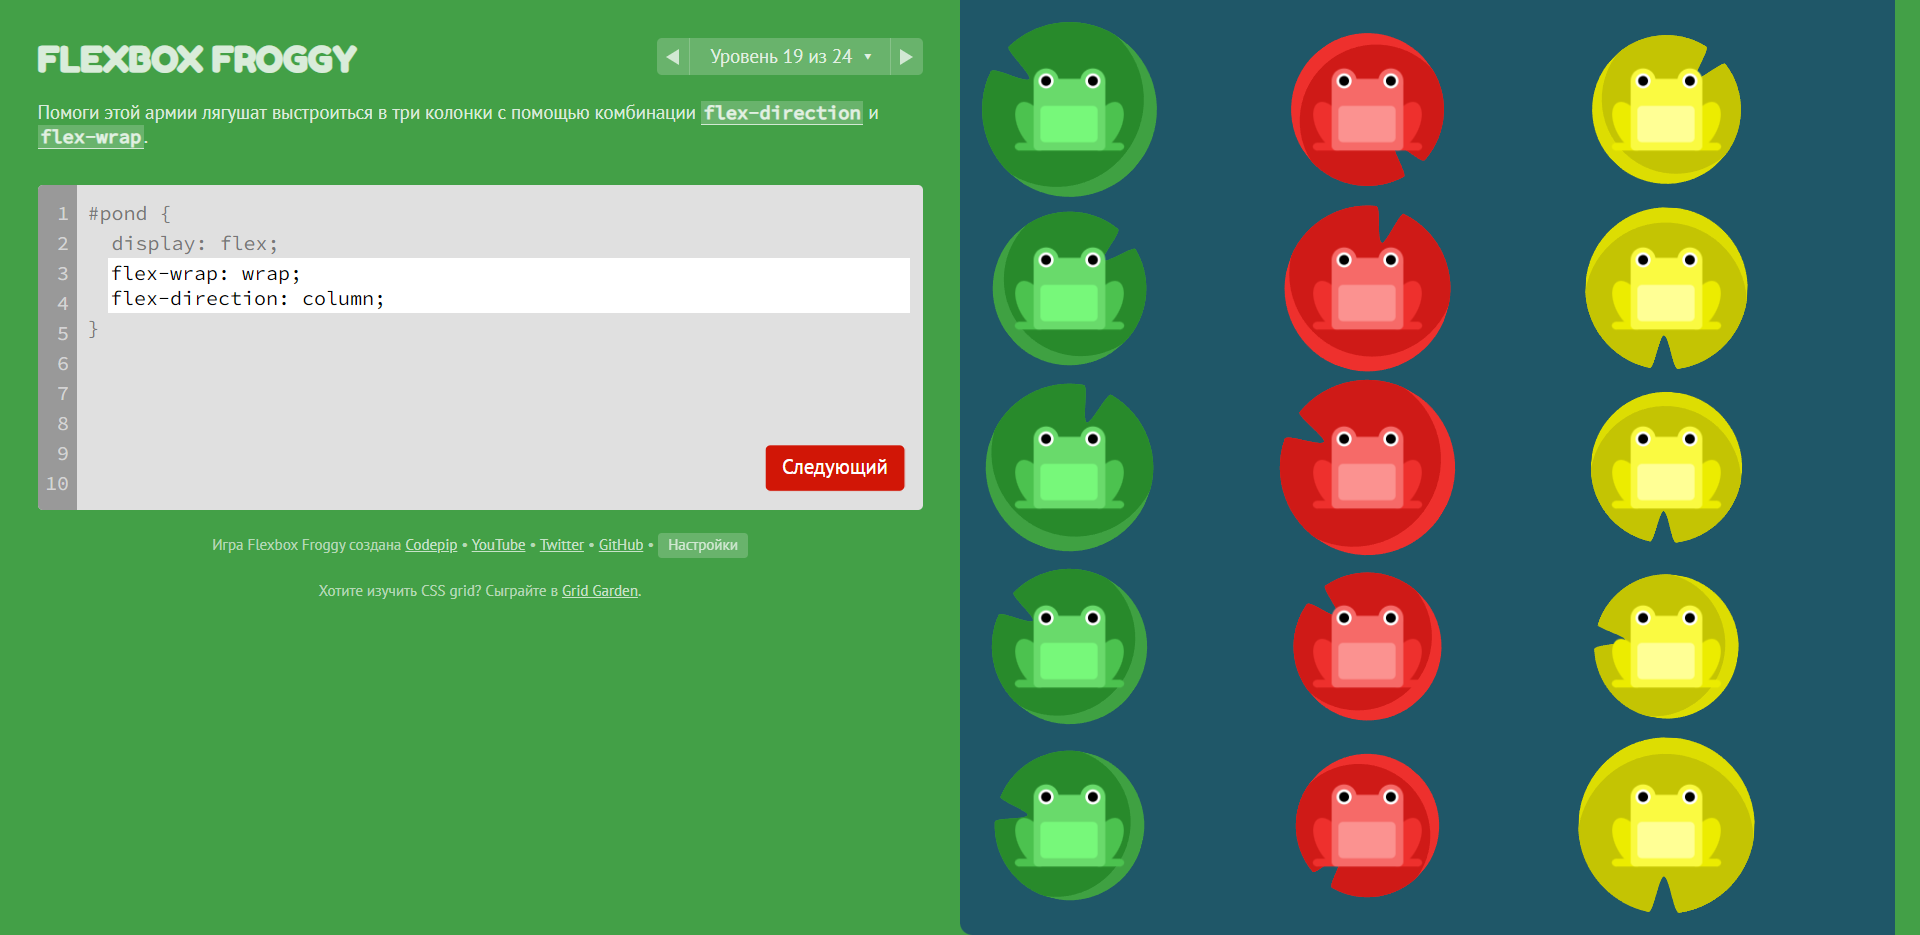 FLEXBOX FROGGY
◀ Уровень 19 из 24 ▼ ▶
Помоги этой армии лягушат выстроиться в три колонки с помощью комбинации flex-direction и
flex-wrap.
1 #pond {
2 display: flex;
3 flex-wrap: wrap;
4 flex-direction: column;
5 }
6
7
8
9
10
Следующий
Игра Flexbox Froggy создана Codepip • YouTube • Twitter • GitHub • Настройки
Хотите изучить CSS grid? Сыграйте в Grid Garden.